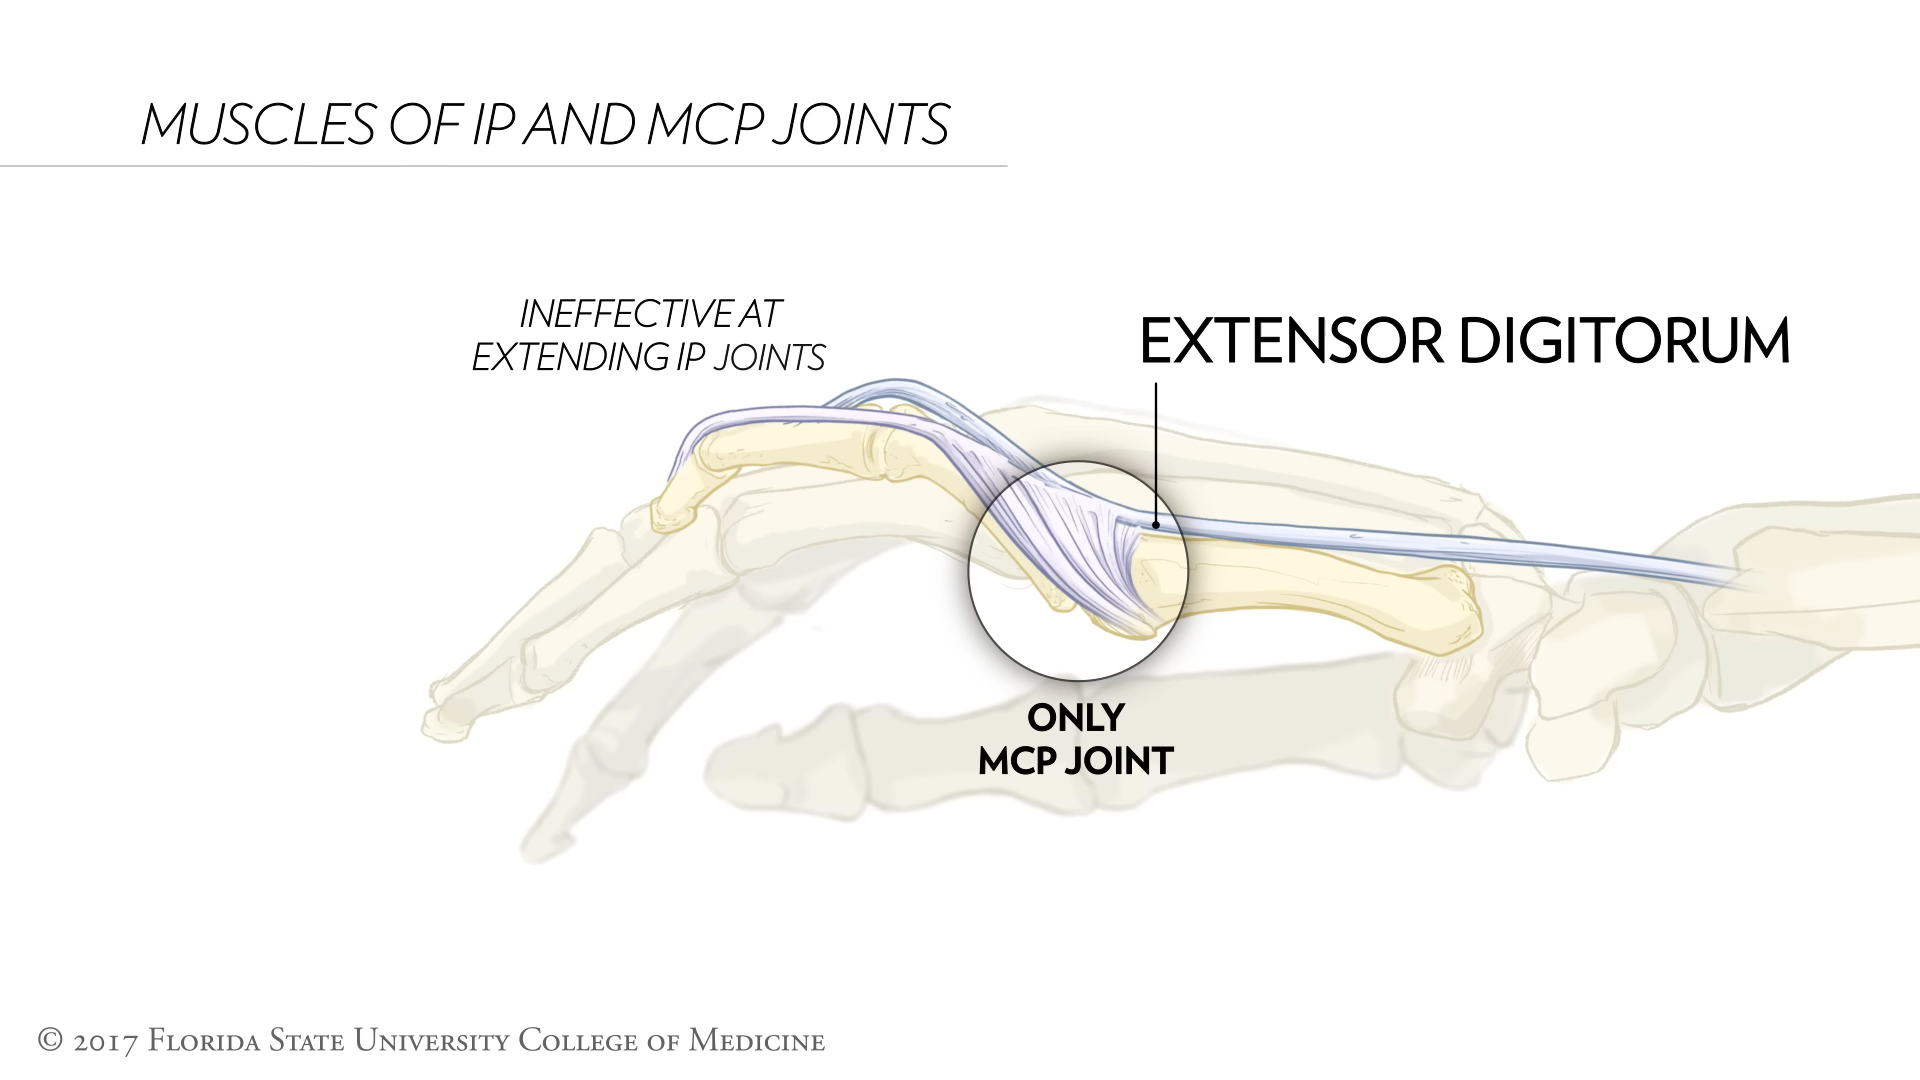 MUSCLES OF IP AND MCP JOINTS
INEFFECTIVE AT
EXTENDING IP JOINTS
EXTENSOR DIGITORUM
ONLY
MCP JOINT
© 2017 Florida State University College of Medicine